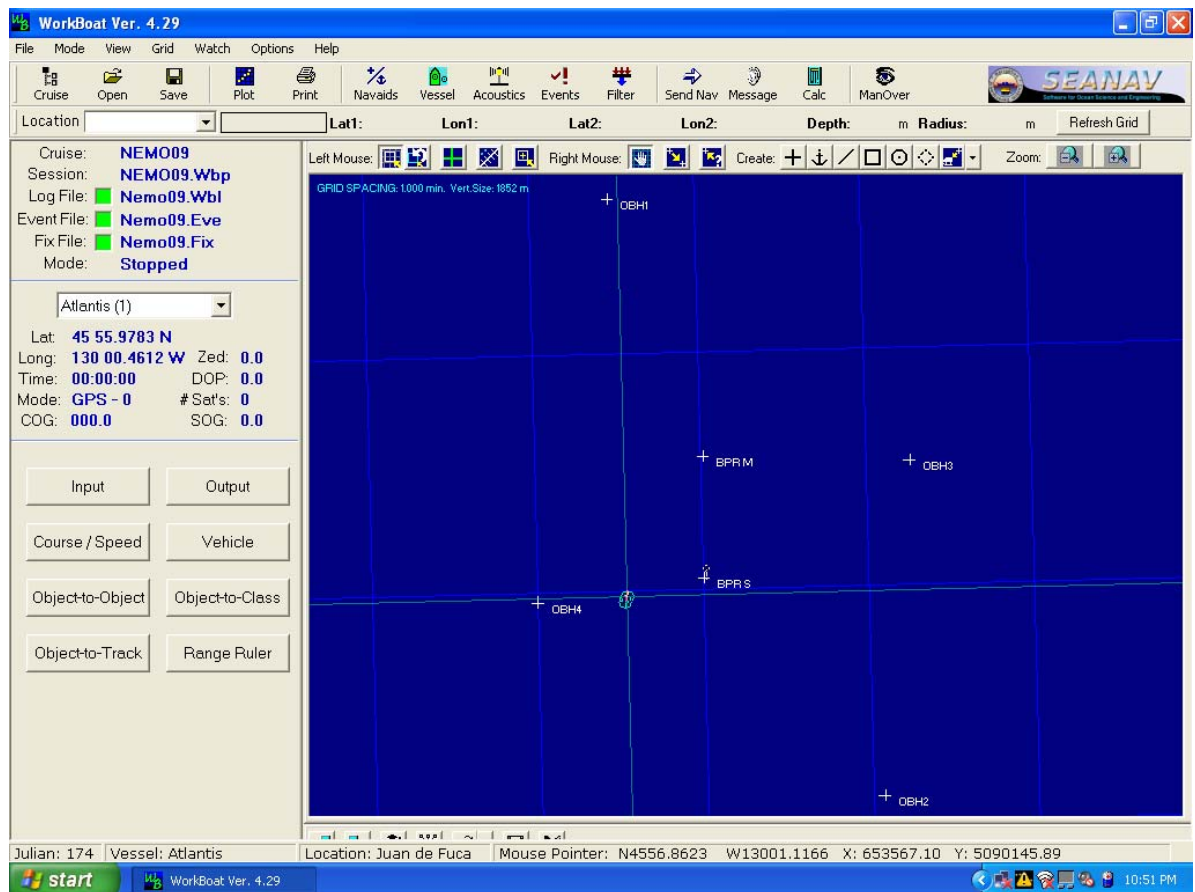 WorkBoat Ver. 4.29
File Mode View Grid Watch Options Help
Cruise Open Save Plot Print Navaids Vessel Acoustics Events Filter Send Nav Message Calc ManOver SEANAV
Software for Ocean Science and Engineering
Location Lat1: Lon1: Lat2: Lon2: Depth: m Radius: m Refresh Grid
Left Mouse: Right Mouse: Create: Zoom:
Cruise: NEMO09
Session: NEMO09.Wbp
Log File: Nemo09.Wbl
Event File: Nemo09.Eve
Fix File: Nemo09.Fix
Mode: Stopped
Atlantis (1)
Lat: 45 55.9783 N
Long: 130 00.4612 W Zed: 0.0
Time: 00:00:00 DOP: 0.0
Mode: GPS - 0 # Sat's: 0
COG: 000.0 SOG: 0.0
Input Output
Course / Speed Vehicle
Object-to-Object Object-to-Class
Object-to-Track Range Ruler
GRID SPACING: 1.000 min. Vert.Size: 1852 m
OBH1
BPR M
OBH3
BPR S
OBH4
OBH2
Julian: 174 Vessel: Atlantis Location: Juan de Fuca Mouse Pointer: N4556.8623 W13001.1166 X: 653567.10 Y: 5090145.89
start WorkBoat Ver. 4.29 10:51 PM